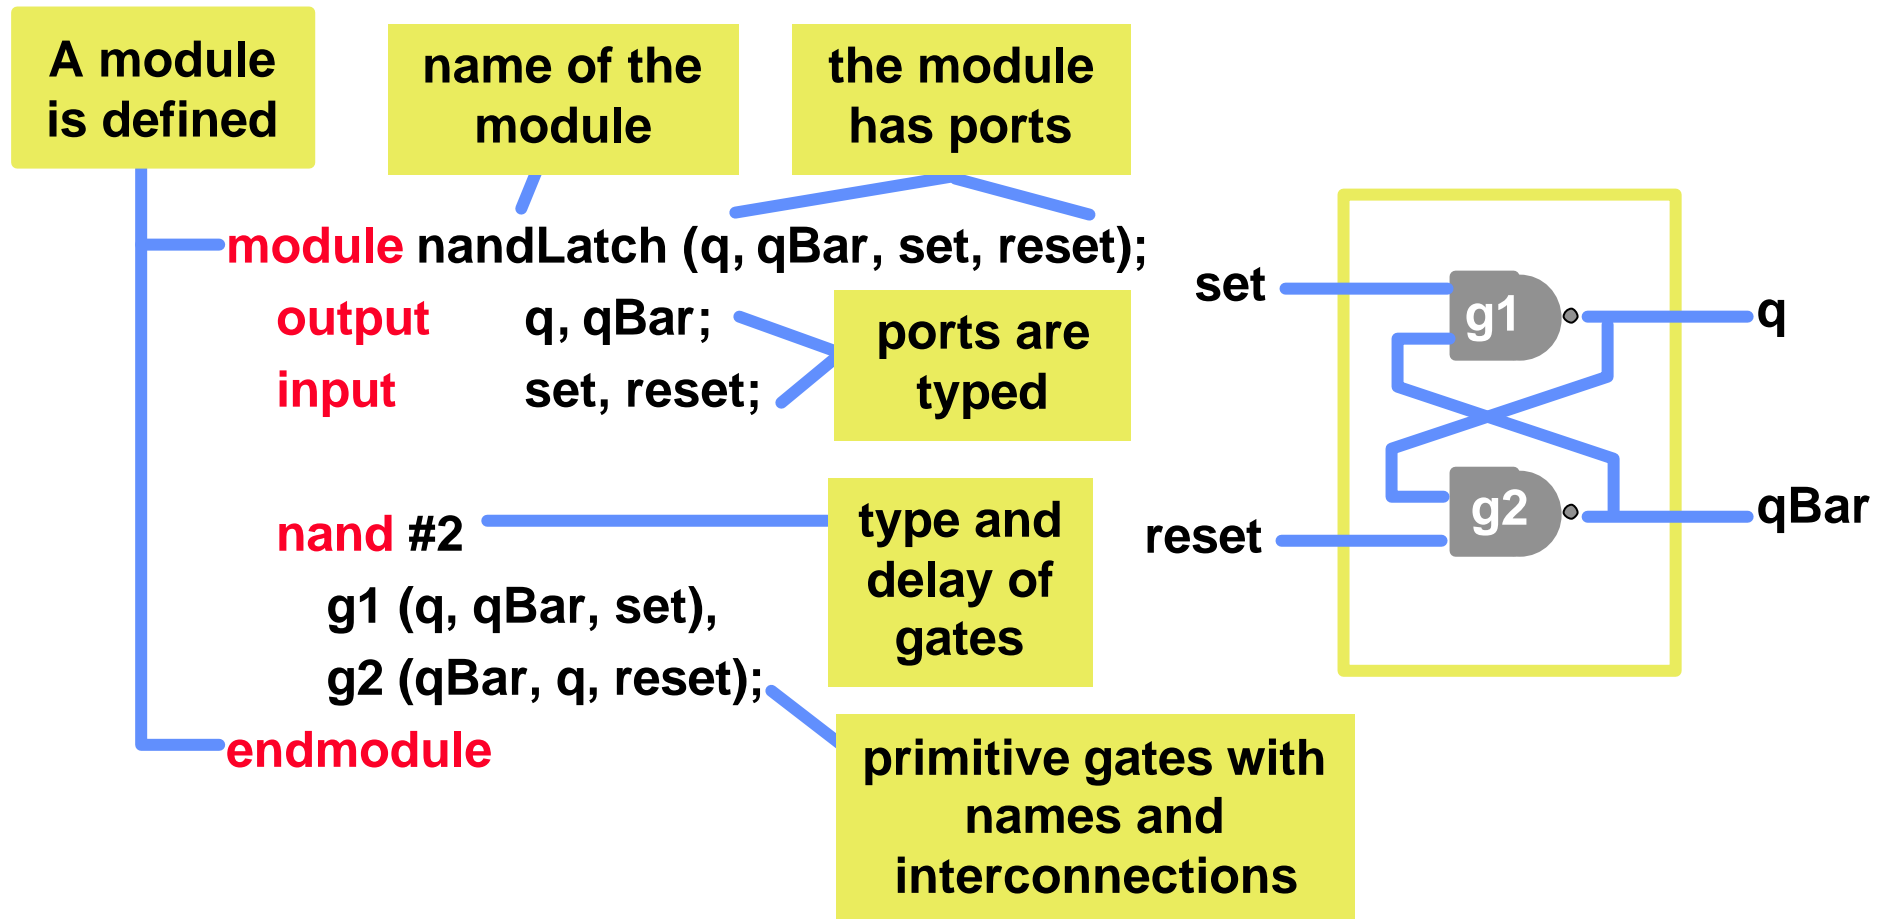 A module
is defined
name of the
module
the module
has ports
module nandLatch (q, qBar, set, reset);
output q, qBar;
input set, reset;
ports are
typed
nand #2
g1 (q, qBar, set),
g2 (qBar, q, reset);
endmodule
type and
delay of
gates
primitive gates with
names and
interconnections
set
g1
q
reset
g2
qBar